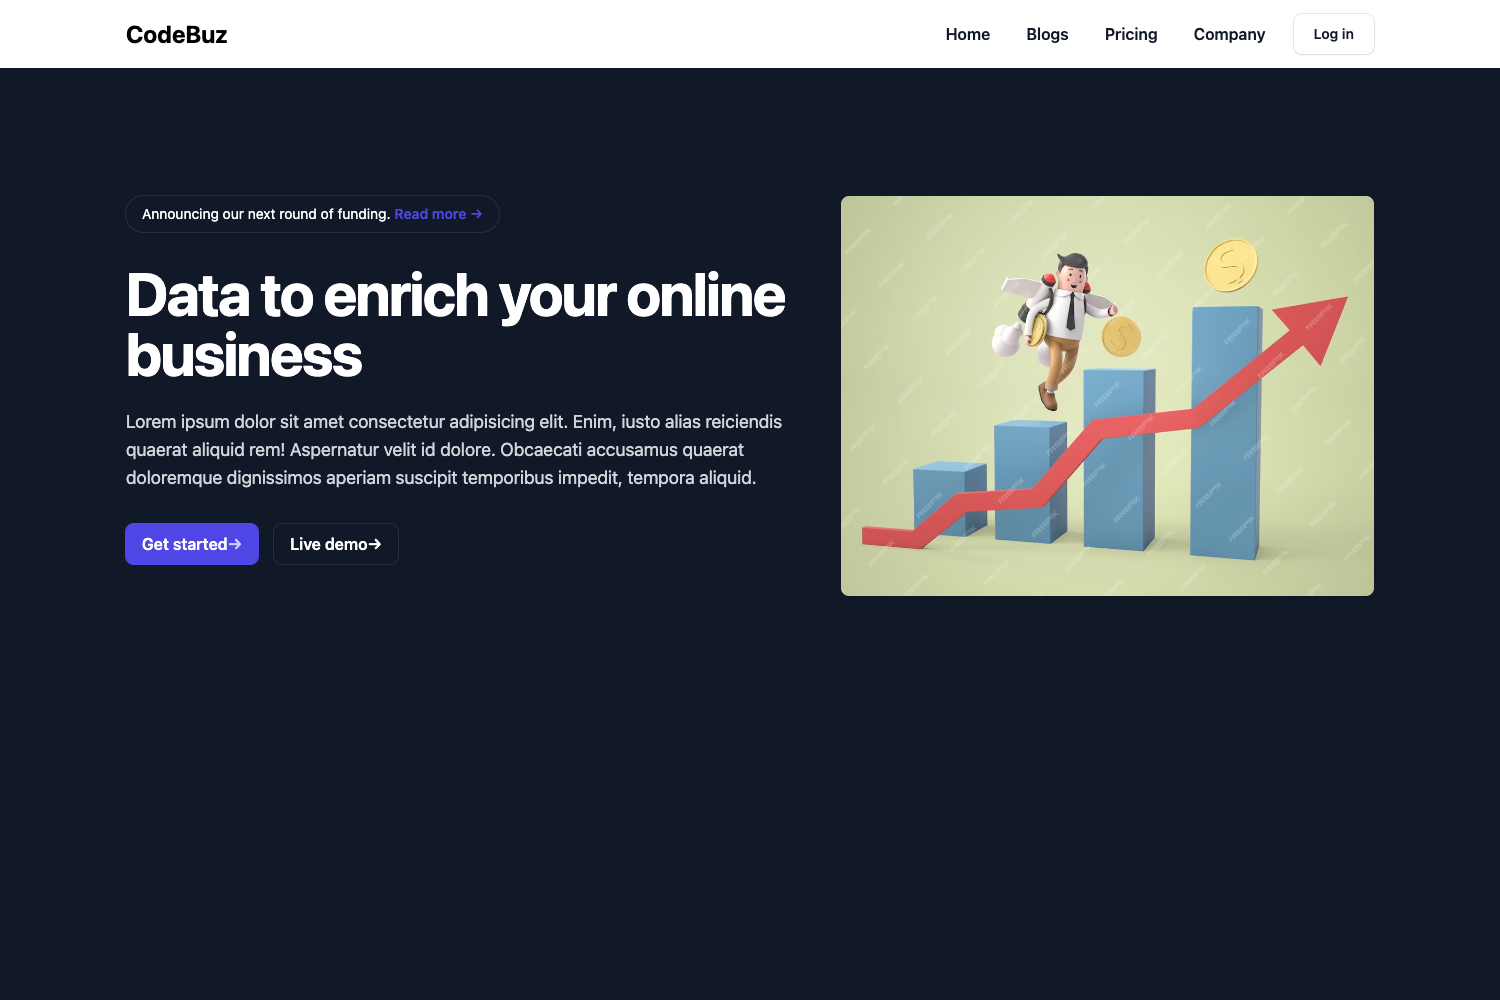 CodeBuz
Home
Blogs
Pricing
Company
Log in
Announcing our next round of funding. Read more →
Data to enrich your online
business
Lorem ipsum dolor sit amet consectetur adipisicing elit. Enim, iusto alias reiciendis
quaerat aliquid rem! Aspernatur velit id dolore. Obcaecati accusamus quaerat
doloremque dignissimos aperiam suscipit temporibus impedit, tempora aliquid.
Get started→
Live demo→
FREEPIK